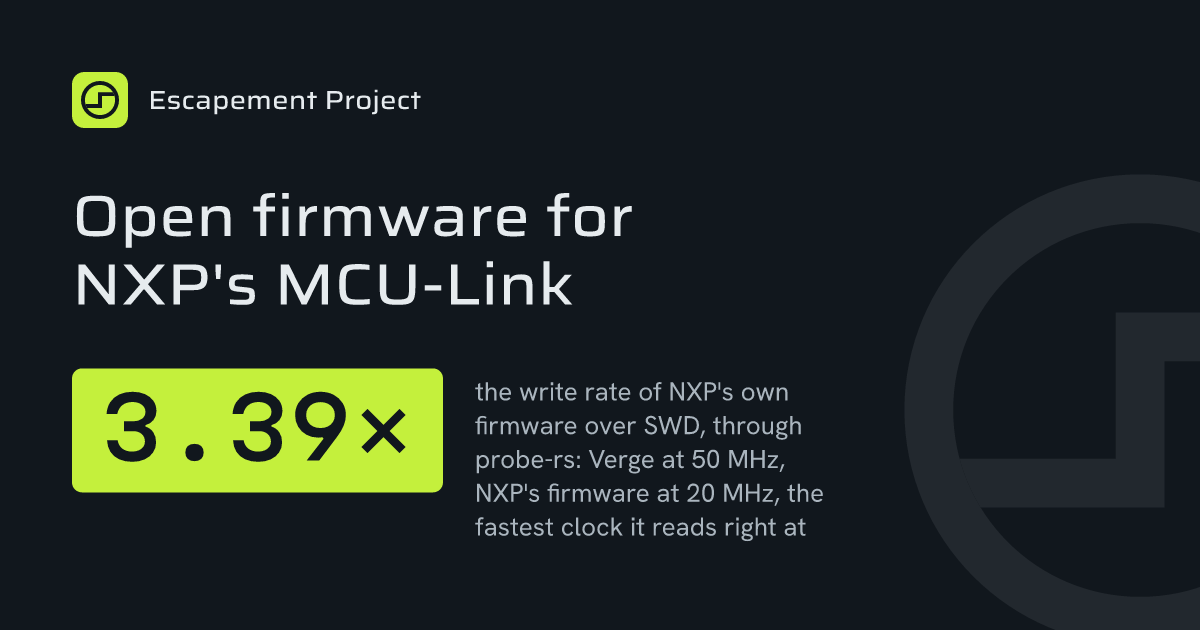 Escapement Project
Open firmware for
NXP's MCU-Link
3.39×
the write rate of NXP's own
firmware over SWD, through
probe-rs: Verge at 50 MHz,
NXP's firmware at 20 MHz, the
fastest clock it reads right at